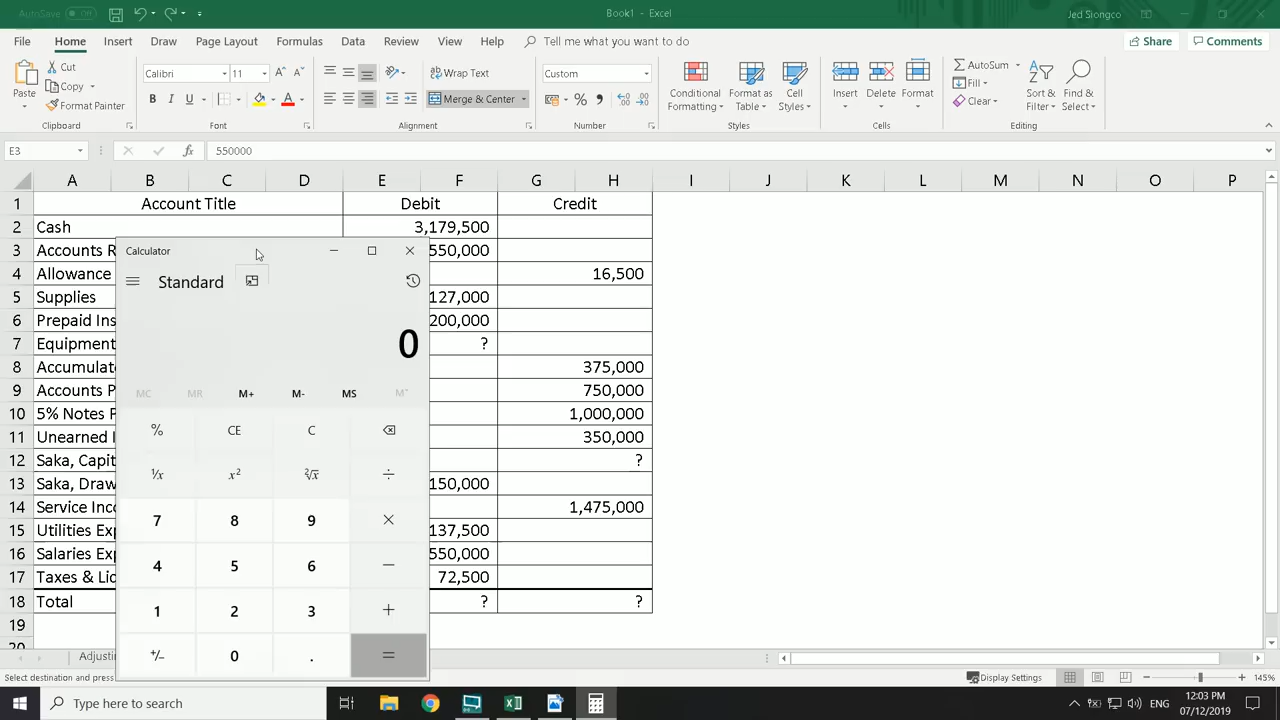 AutoSave Off
Book1 - Excel
Jed Siongco
File Home Insert Draw Page Layout Formulas Data Review View Help Tell me what you want to do
Share Comments
Paste
Cut
Copy
Format Painter
Clipboard
Calibri 11
B I U
Font
Wrap Text
Merge & Center
Alignment
Custom
Number
Conditional Formatting
Format as Table
Cell Styles
Styles
Insert Delete Format
Cells
AutoSum
Fill
Clear
Sort & Filter
Find & Select
Editing
E3 fx 550000
A B C D E F G H I J K L M N O P
1 Account Title Debit Credit
2 Cash 3,179,500
3 Accounts R 550,000
4 Allowance 16,500
5 Supplies 127,000
6 Prepaid Ins 200,000
7 Equipment ?
8 Accumulat 375,000
9 Accounts P 750,000
10 5% Notes P 1,000,000
11 Unearned I 350,000
12 Saka, Capit ?
13 Saka, Draw 150,000
14 Service Inc 1,475,000
15 Utilities Exp 137,500
16 Salaries Exp 550,000
17 Taxes & Lic 72,500
18 Total ? ?
19
20
Calculator
Standard
0
MC MR M+ M- MS M
% CE C
1/x x² ²√x ÷
7 8 9 ×
4 5 6 −
1 2 3 +
+/− 0 . =
Adjustin
Select destination and press
Display Settings
145%
Type here to search
ENG
12:03 PM
07/12/2019